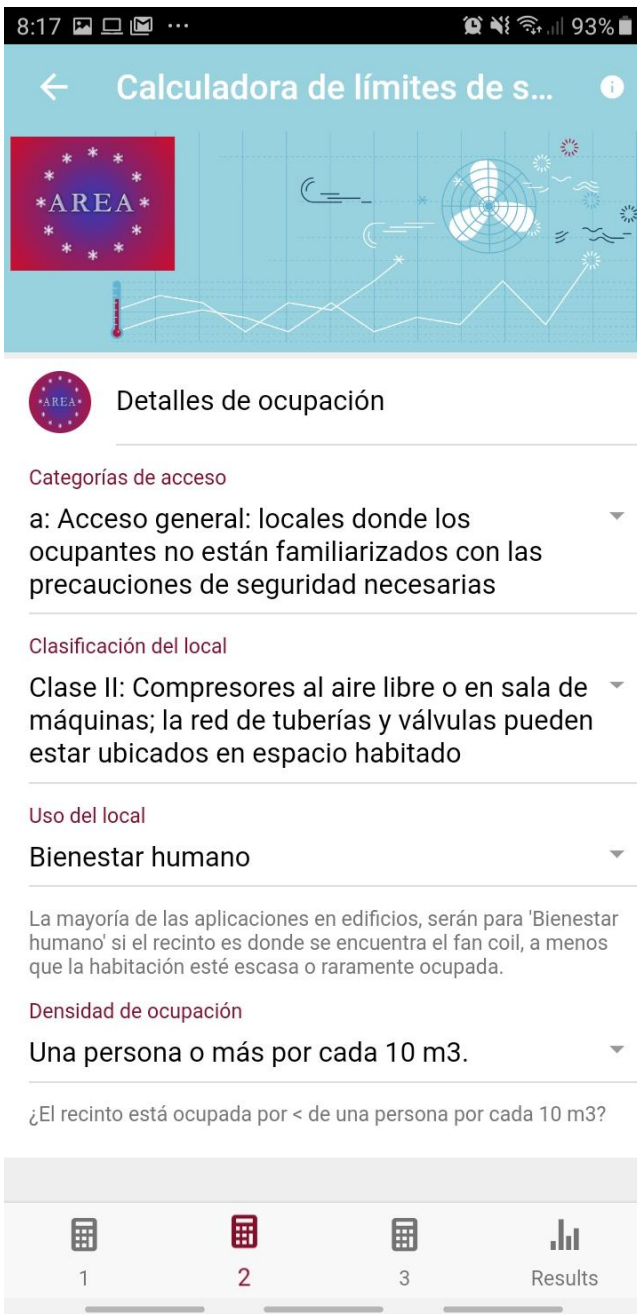 8:17 ... 93%
Calculadora de límites de s...
*AREA*
*AREA*
Detalles de ocupación
Categorías de acceso
a: Acceso general: locales donde los
ocupantes no están familiarizados con las
precauciones de seguridad necesarias
Clasificación del local
Clase II: Compresores al aire libre o en sala de
máquinas; la red de tuberías y válvulas pueden
estar ubicados en espacio habitado
Uso del local
Bienestar humano
La mayoría de las aplicaciones en edificios, serán para 'Bienestar
humano' si el recinto es donde se encuentra el fan coil, a menos
que la habitación esté escasa o raramente ocupada.
Densidad de ocupación
Una persona o más por cada 10 m3.
¿El recinto está ocupada por < de una persona por cada 10 m3?
1 2 3 Results